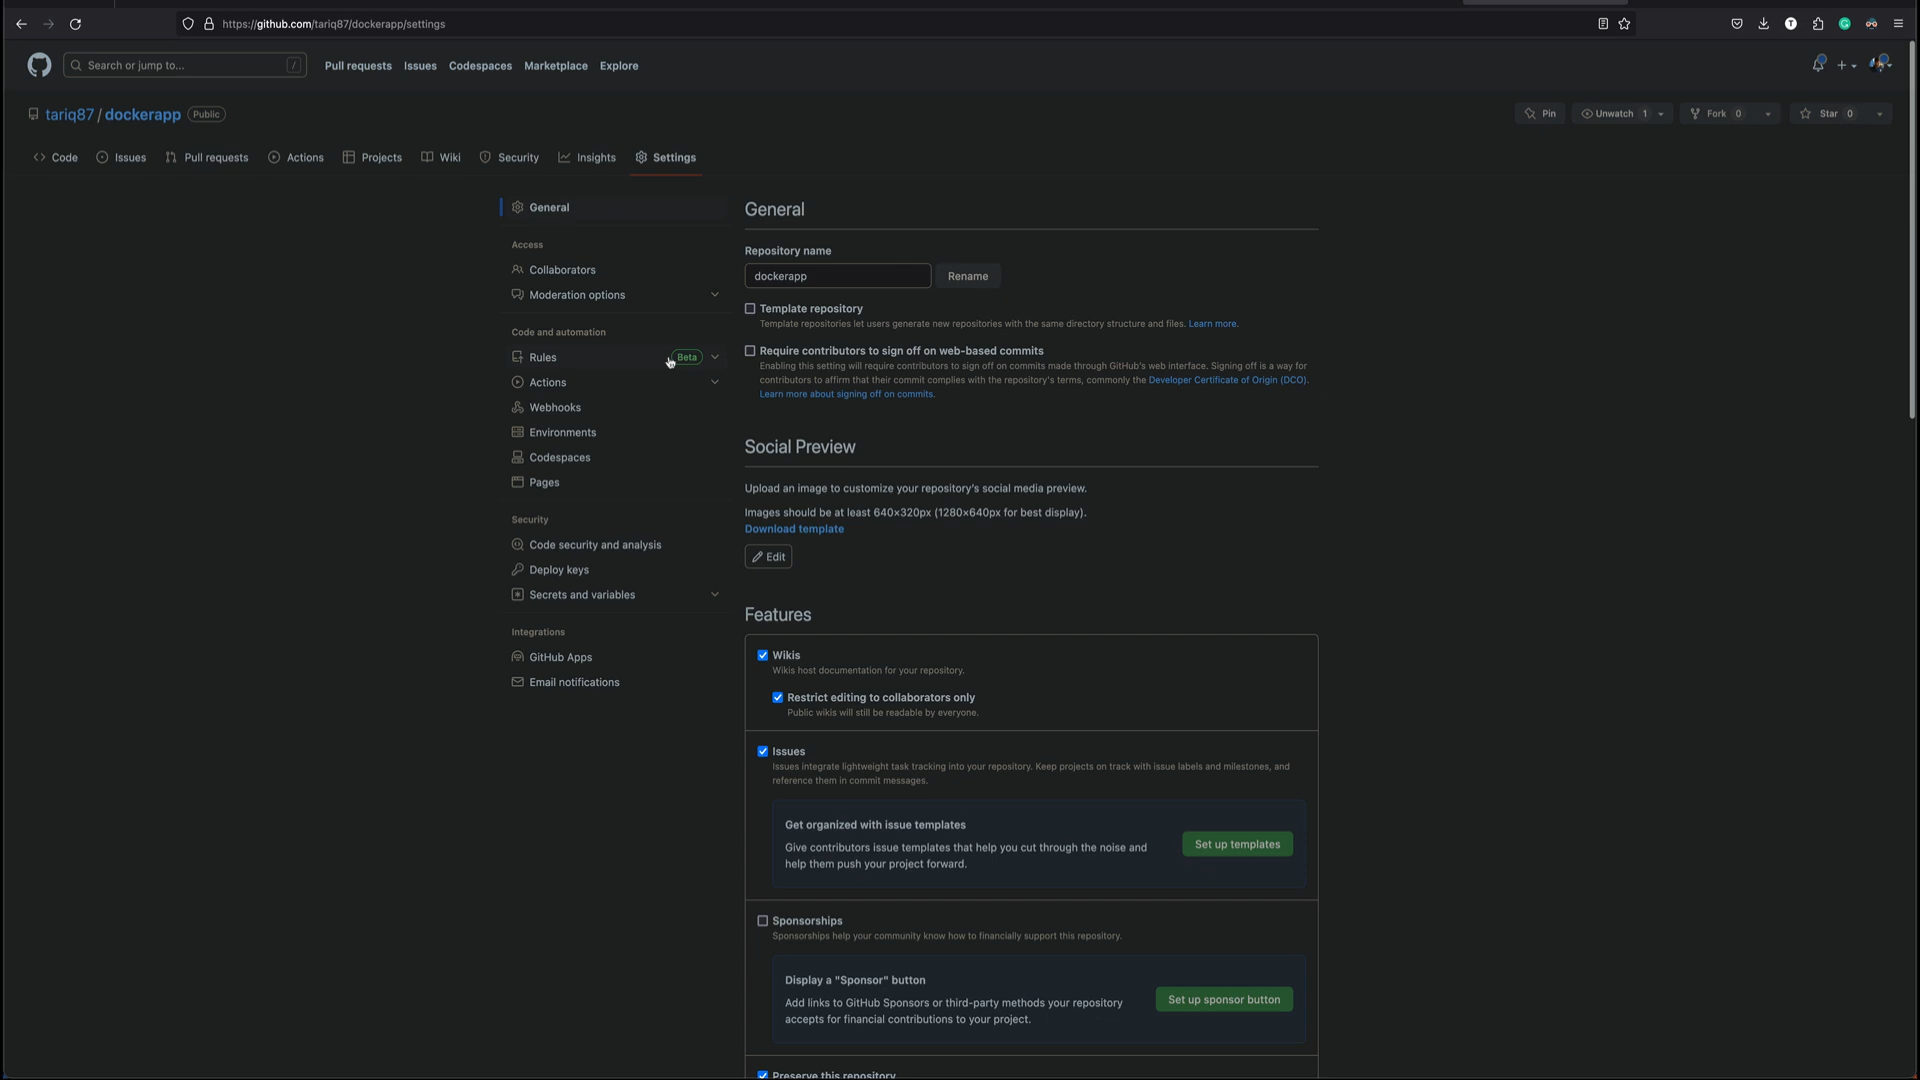 https://github.com/tariq87/dockerapp/settings
Search or jump to...
/
Pull requests
Issues
Codespaces
Marketplace
Explore
tariq87 / dockerapp
Public
Pin
Unwatch 1
Fork 0
Star 0
Code
Issues
Pull requests
Actions
Projects
Wiki
Security
Insights
Settings
General
Access
Collaborators
Moderation options
Code and automation
Rules
Beta
Actions
Webhooks
Environments
Codespaces
Pages
Security
Code security and analysis
Deploy keys
Secrets and variables
Integrations
GitHub Apps
Email notifications
General
Repository name
dockerapp
Rename
Template repository
Template repositories let users generate new repositories with the same directory structure and files. Learn more.
Require contributors to sign off on web-based commits
Enabling this setting will require contributors to sign off on commits made through GitHub's web interface. Signing off is a way for
contributors to affirm that their commit complies with the repository's terms, commonly the Developer Certificate of Origin (DCO).
Learn more about signing off on commits.
Social Preview
Upload an image to customize your repository's social media preview.
Images should be at least 640×320px (1280×640px for best display).
Download template
Edit
Features
Wikis
Wikis host documentation for your repository.
Restrict editing to collaborators only
Public wikis will still be readable by everyone.
Issues
Issues integrate lightweight task tracking into your repository. Keep projects on track with issue labels and milestones, and
reference them in commit messages.
Get organized with issue templates
Give contributors issue templates that help you cut through the noise and
help them push your project forward.
Set up templates
Sponsorships
Sponsorships help your community know how to financially support this repository.
Display a "Sponsor" button
Add links to GitHub Sponsors or third-party methods your repository
accepts for financial contributions to your project.
Set up sponsor button
Preserve this repository